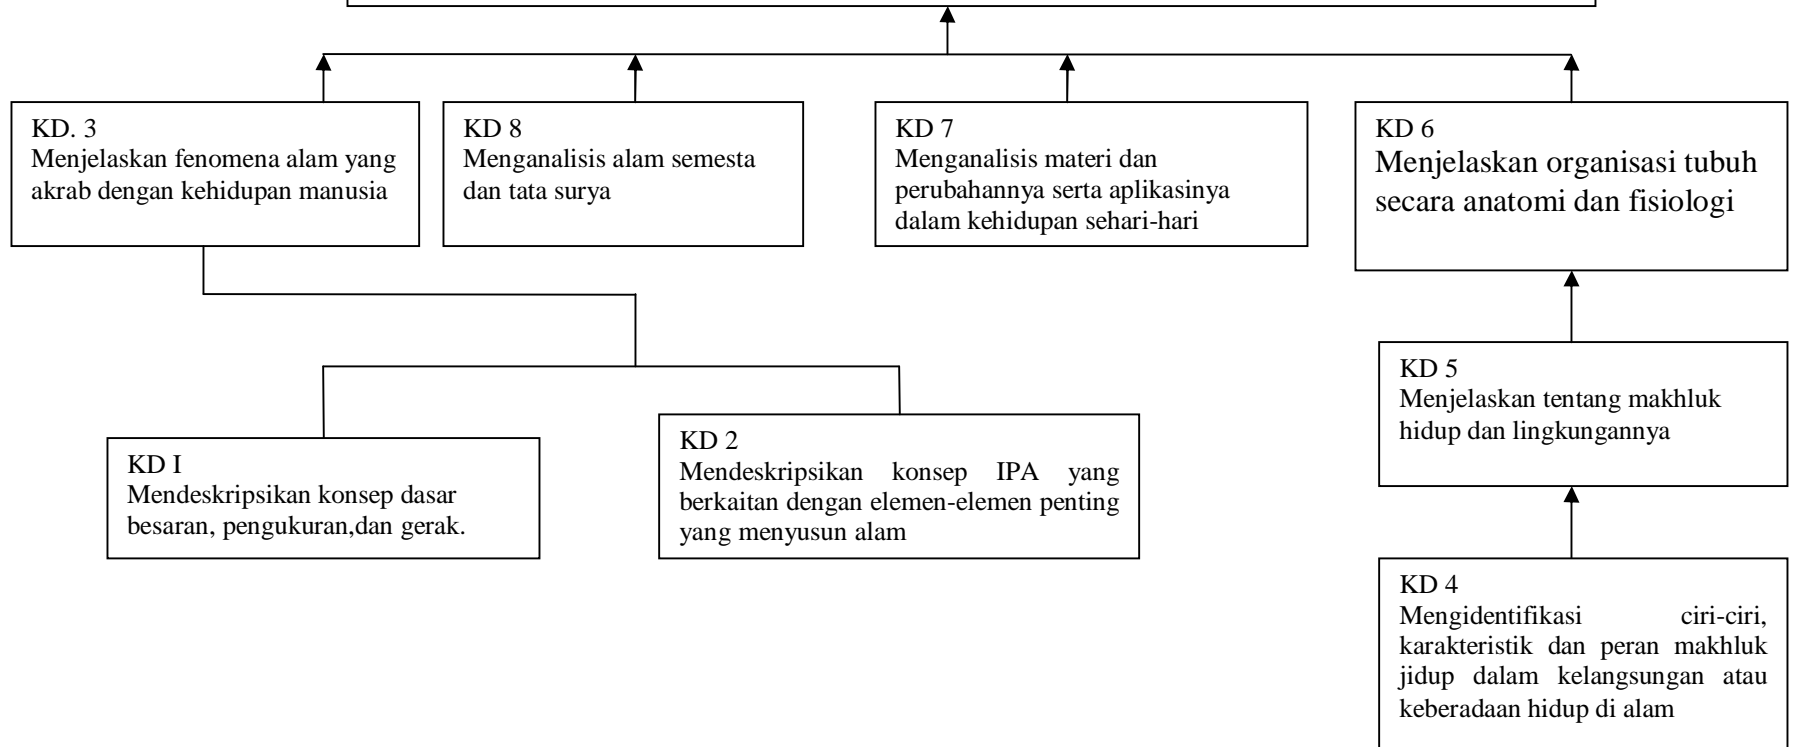 KD. 3
Menjelaskan fenomena alam yang
akrab dengan kehidupan manusia
KD 8
Menganalisis alam semesta
dan tata surya
KD 7
Menganalisis materi dan
perubahannya serta aplikasinya
dalam kehidupan sehari-hari
KD 6
Menjelaskan organisasi tubuh
secara anatomi dan fisiologi
KD 5
Menjelaskan tentang makhluk
hidup dan lingkungannya
KD I
Mendeskripsikan konsep dasar
besaran, pengukuran,dan gerak.
KD 2
Mendeskripsikan konsep IPA yang
berkaitan dengan elemen-elemen penting
yang menyusun alam
KD 4
Mengidentifikasi ciri-ciri,
karakteristik dan peran makhluk
jidup dalam kelangsungan atau
keberadaan hidup di alam